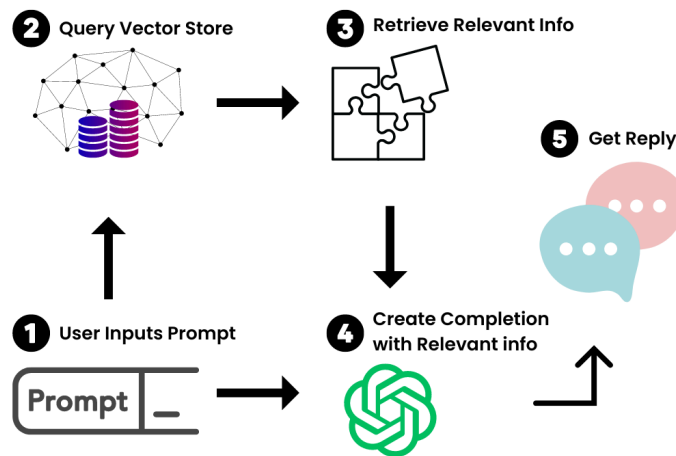 2 Query Vector Store
3 Retrieve Relevant Info
5 Get Reply
1 User Inputs Prompt
Prompt _
4 Create Completion
with Relevant info